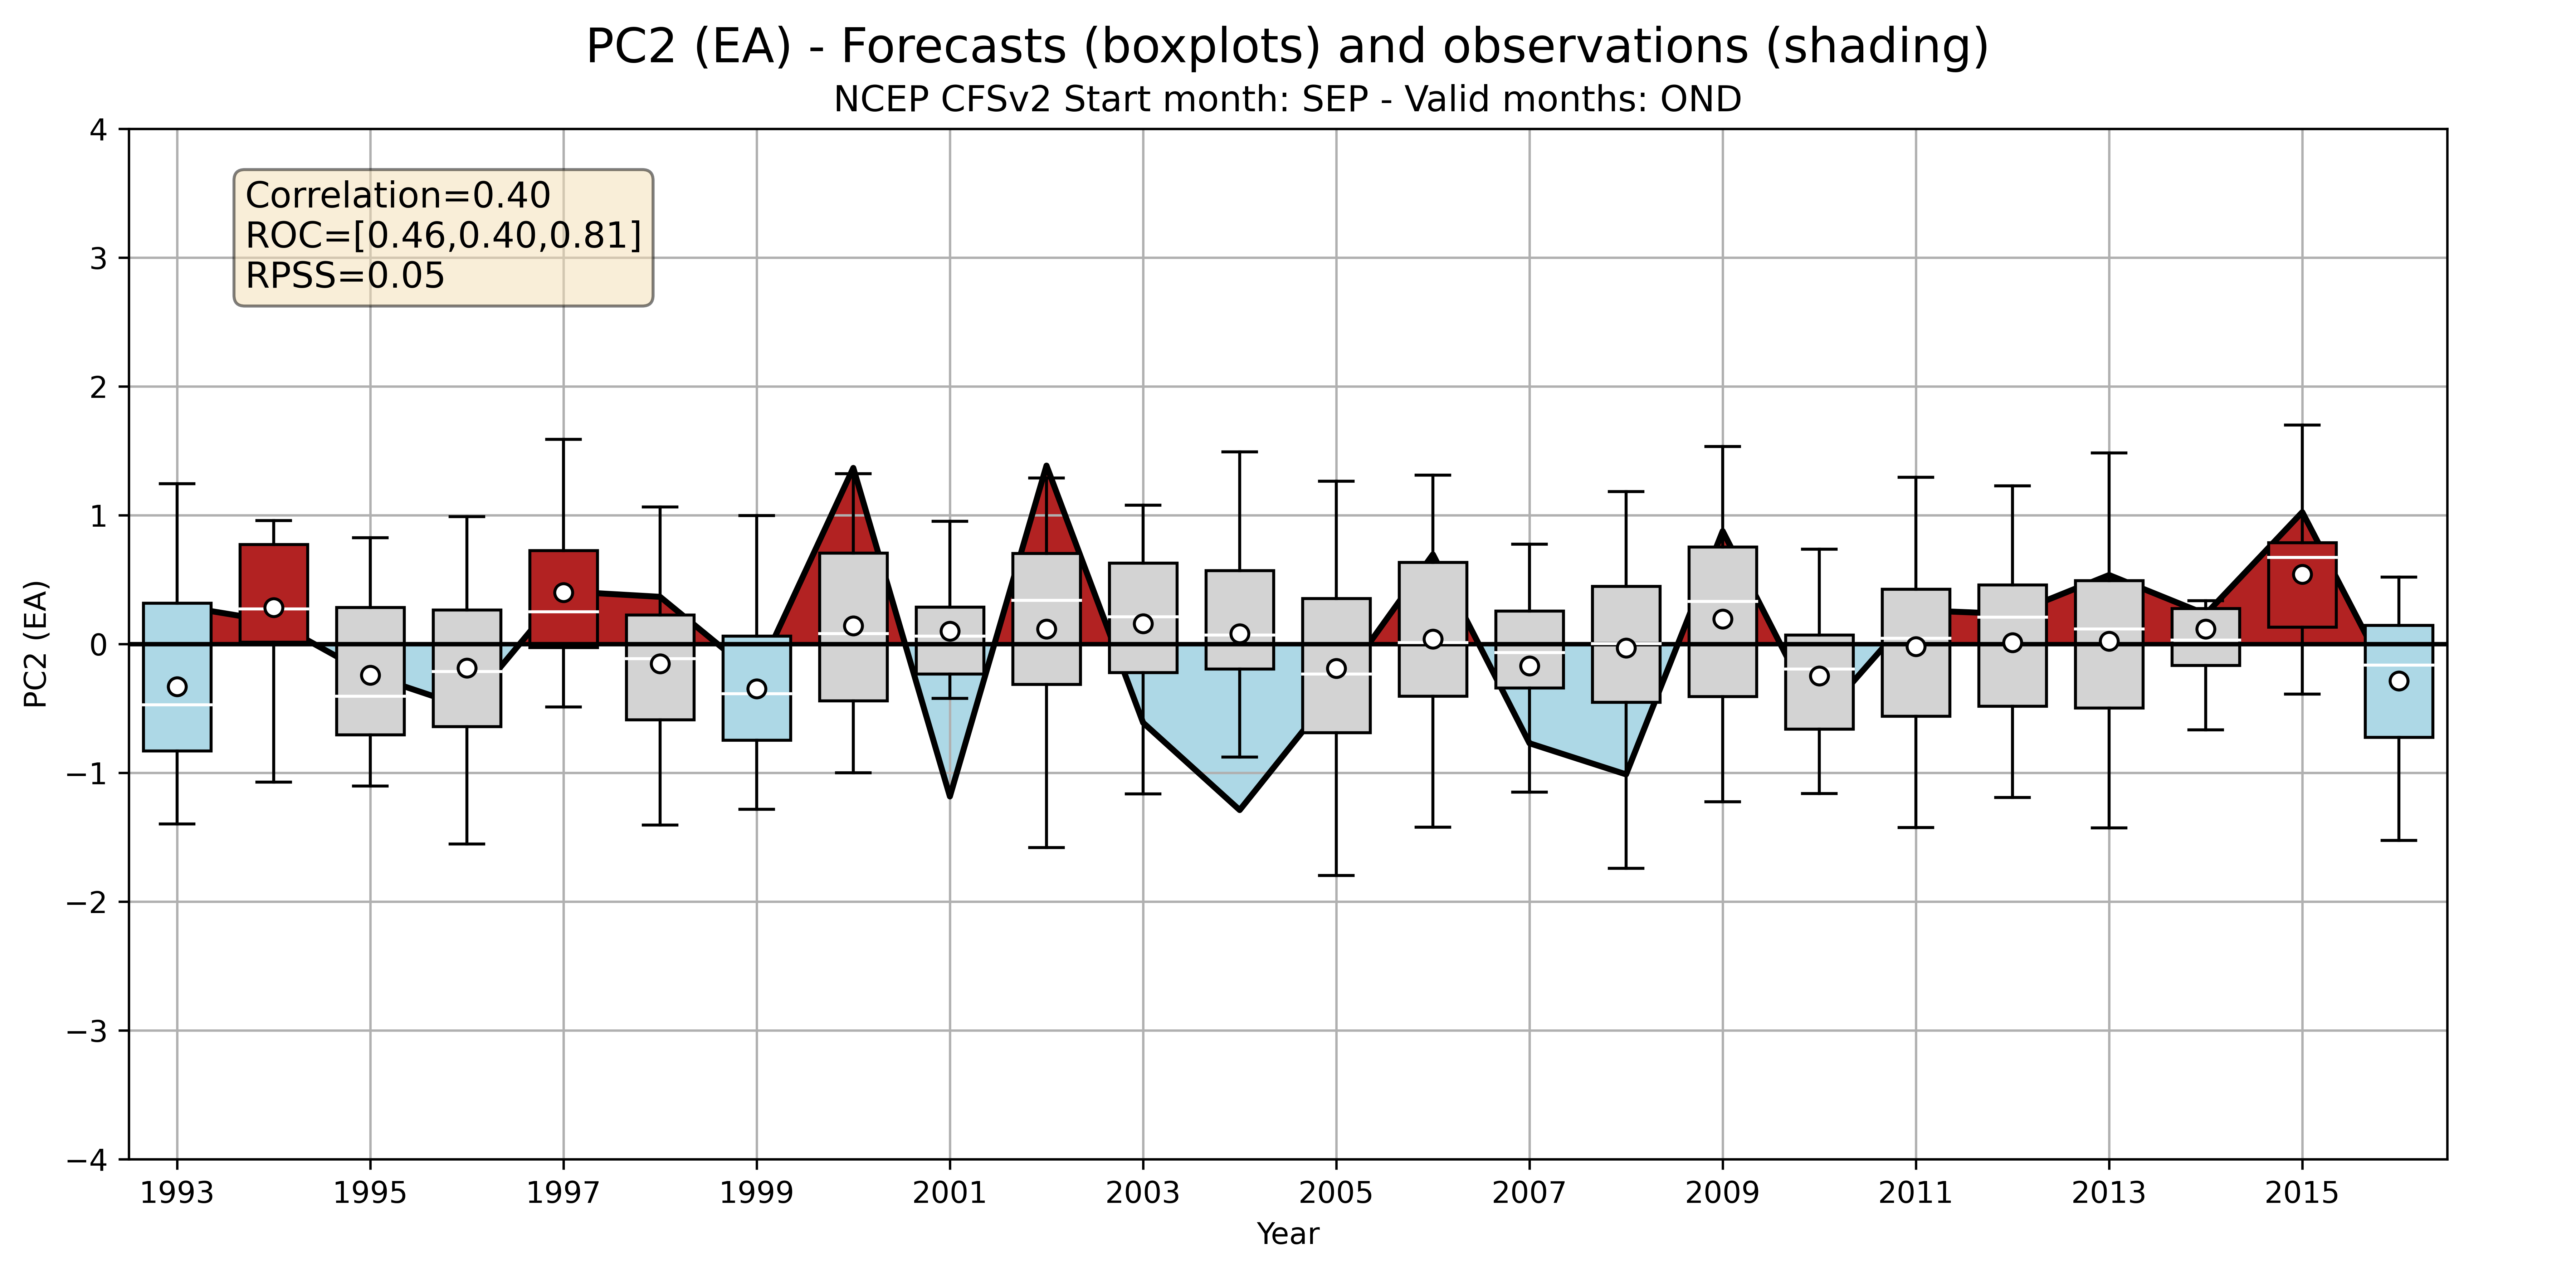 PC2 (EA) - Forecasts (boxplots) and observations (shading)
NCEP CFSv2 Start month: SEP - Valid months: OND
Correlation=0.40
ROC=[0.46,0.40,0.81]
RPSS=0.05
PC2 (EA)
4
3
2
1
0
−1
−2
−3
−4
1993 1995 1997 1999 2001 2003 2005 2007 2009 2011 2013 2015
Year